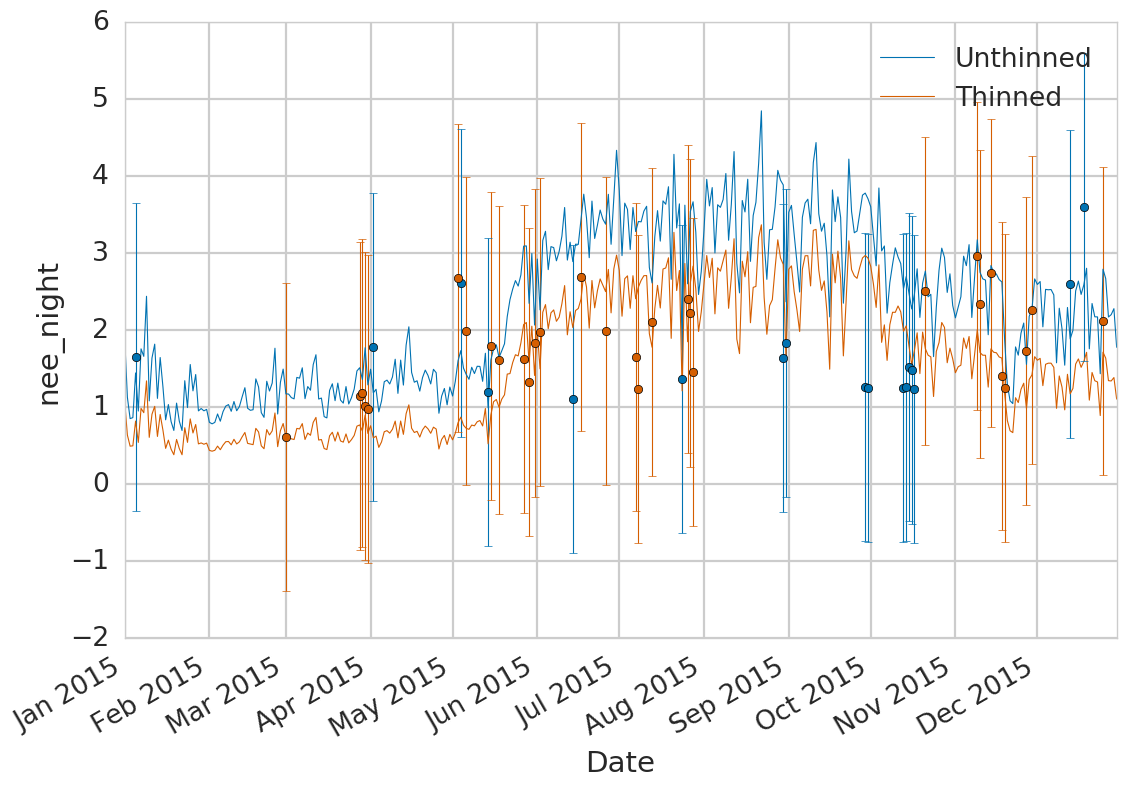 6
5
4
3
2
1
0
−1
−2
nee_night
Unthinned
Thinned
Jan 2015
Feb 2015
Mar 2015
Apr 2015
May 2015
Jun 2015
Jul 2015
Aug 2015
Sep 2015
Oct 2015
Nov 2015
Dec 2015
Date